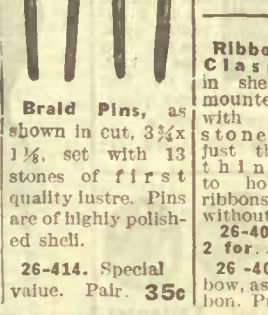 Braid Pins, as
shown in cut, 3¾x
1⅛, set with 13
stones of first
quality lustre. Pins
are of highly polish-
ed shell.
26-414. Special
value. Pair. 35c
Ribbo
Clas
in she
mounte
with
stone
just th
thin
to ho
ribbons
without
26-40
2 for..
26-40
bow, as
bon. Pr